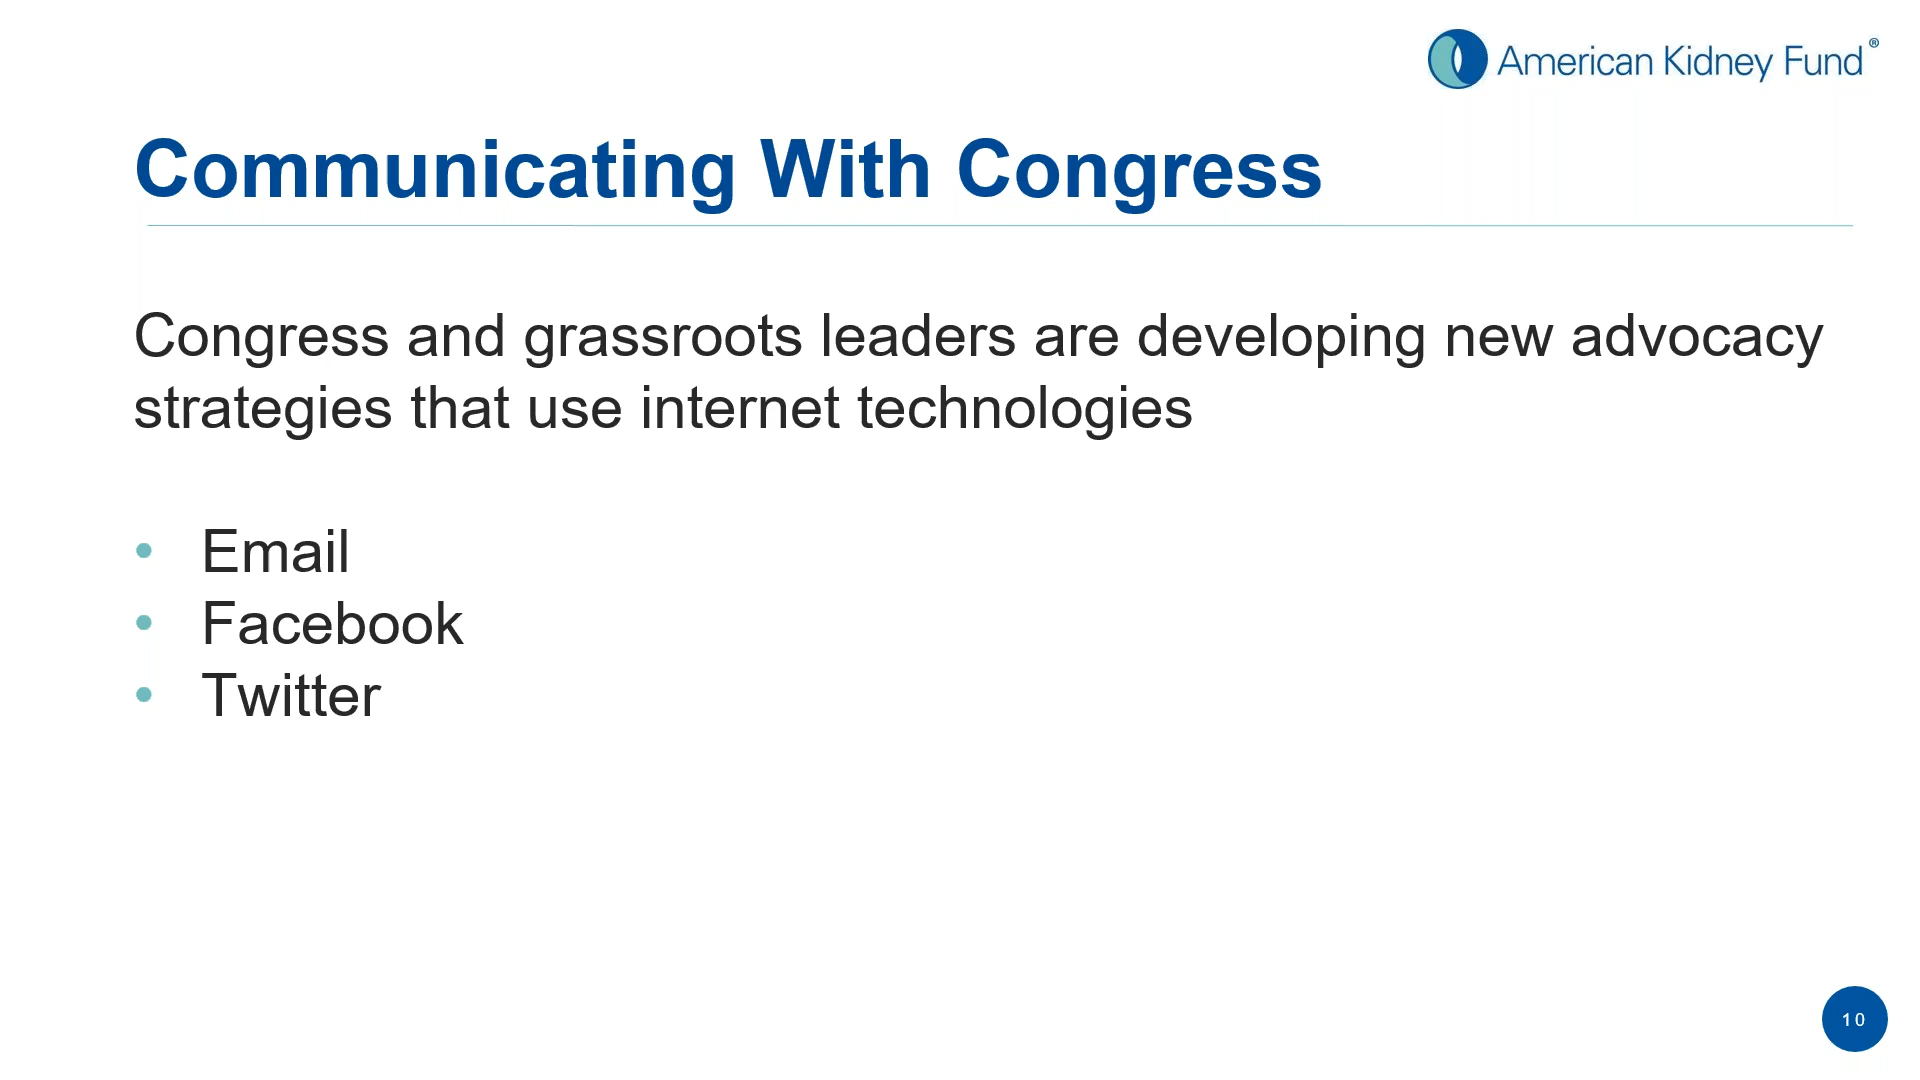 American Kidney Fund®
Communicating With Congress
Congress and grassroots leaders are developing new advocacy
strategies that use internet technologies
• Email
• Facebook
• Twitter
10